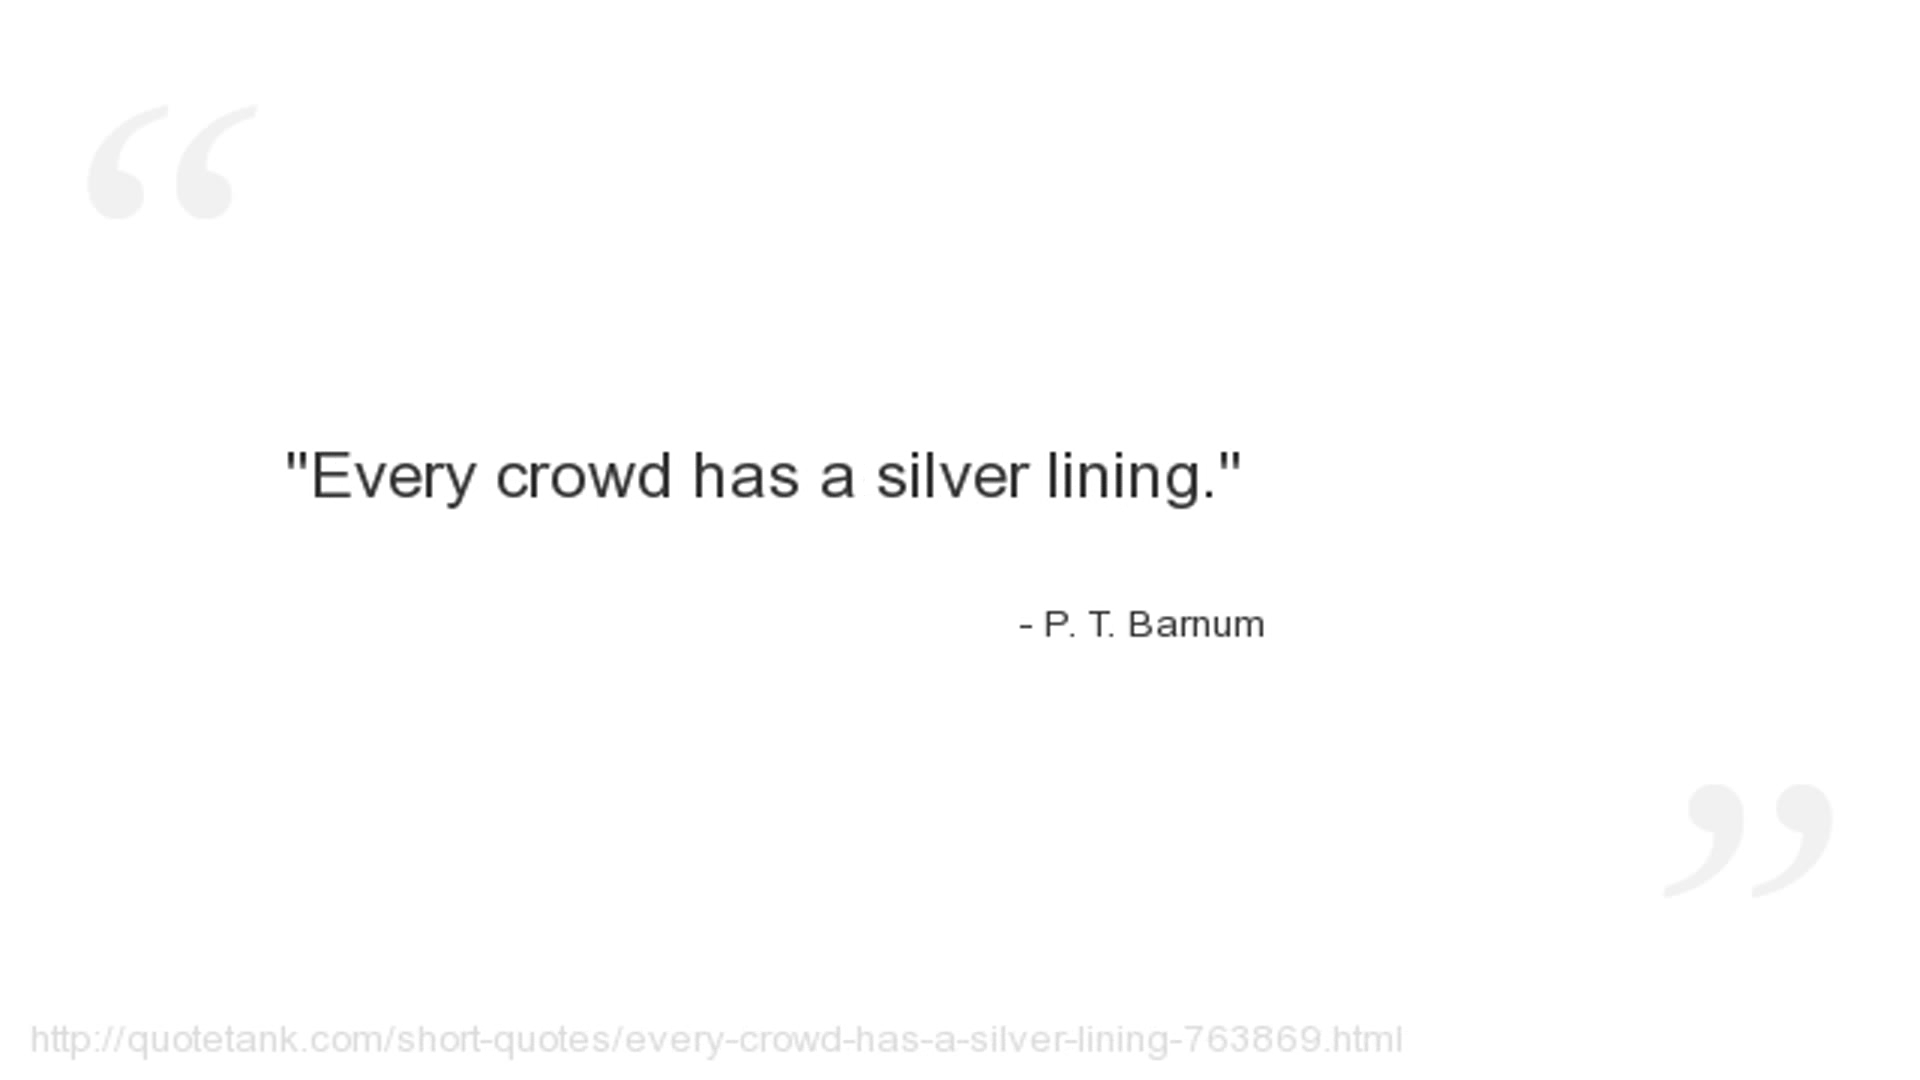 "Every crowd has a silver lining."
- P. T. Barnum
http://quotetank.com/short-quotes/every-crowd-has-a-silver-lining-763869.html